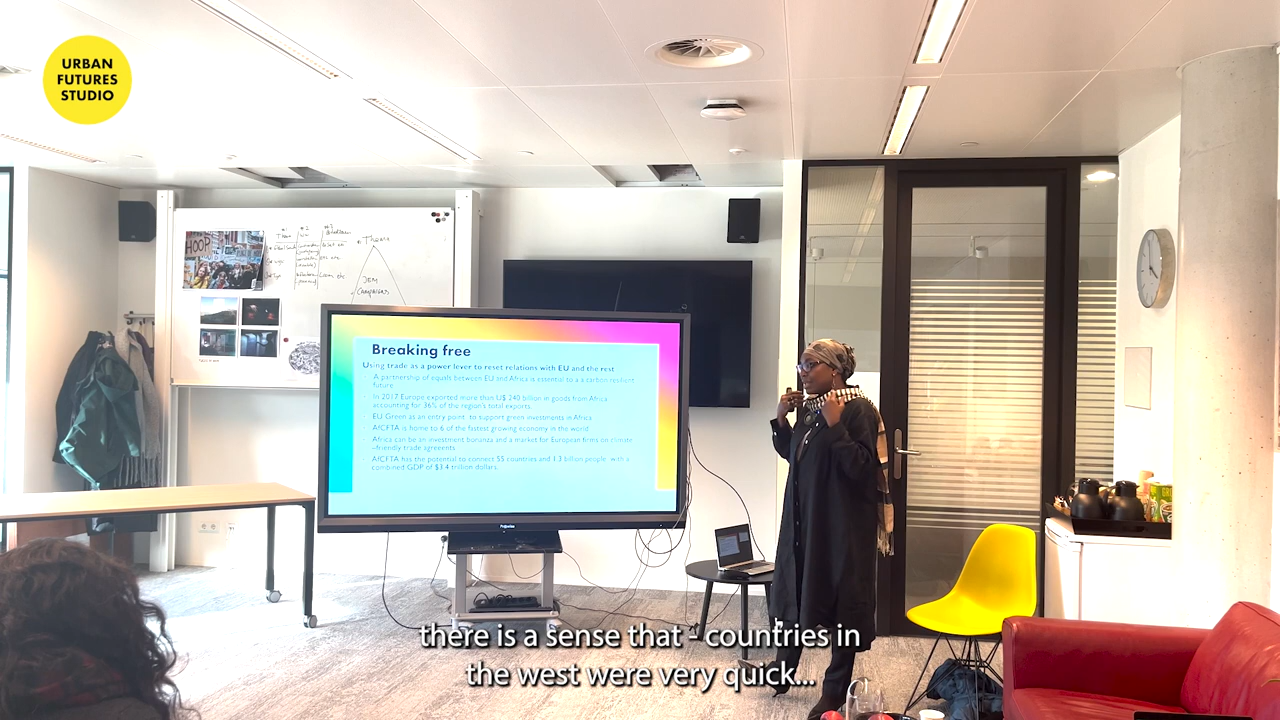 URBAN
FUTURES
STUDIO
HOOP
THEME
Breaking free
Using trade as a power lever to reset relations with EU and the rest
A partnership of equals between EU and Africa is essential to a a carbon resilient
future
In 2017 Europe exported more than U$ 240 billion in goods from Africa
accounting for 36% of the region's total exports.
EU Green as an entry point to support green investments in Africa
AfCFTA is home to 6 of the fastest growing economy in the world
Africa can be an investment bonanza and a market for European firms on climate
-friendly trade agreeents
AfCFTA has the potential to connect 55 countries and 1.3 billion people with a
combined GDP of $3.4 trillion dollars.
there is a sense that - countries in
the west were very quick...